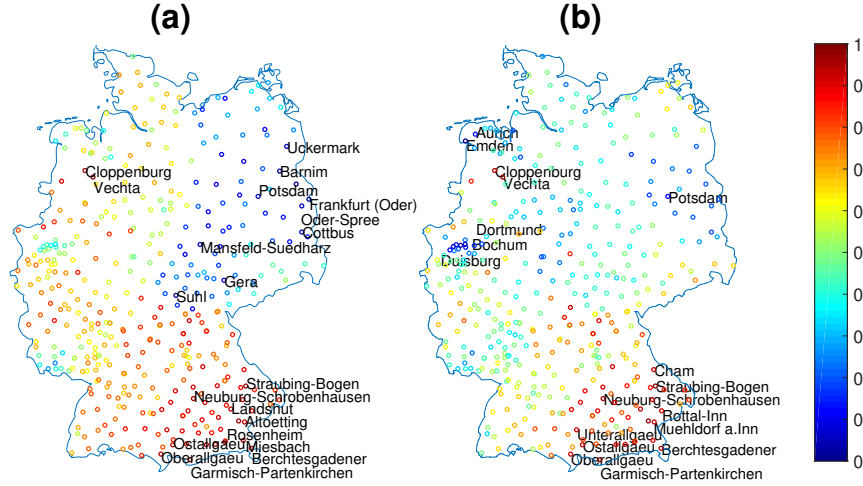 (a)
Uckermark
Cloppenburg
Barnim
Vechta
Potsdam
Frankfurt (Oder)
Oder-Spree
Cottbus
Mansfeld-Suedharz
Gera
Suhl
Straubing-Bogen
Neuburg-Schrobenhausen
Landshut
Altoetting
Rosenheim
Ostallgaeu
Miesbach
Oberallgaeu
Berchtesgadener
Garmisch-Partenkirchen
(b)
Aurich
Emden
Cloppenburg
Vechta
Potsdam
Dortmund
Bochum
Duisburg
Cham
Straubing-Bogen
Neuburg-Schrobenhausen
Rottal-Inn
Muehldorf a.Inn
Unterallgaeu
Ostallgaeu
Berchtesgadener
Oberallgaeu
Garmisch-Partenkirchen
1
0
0
0
0
0
0
0
0
0
0